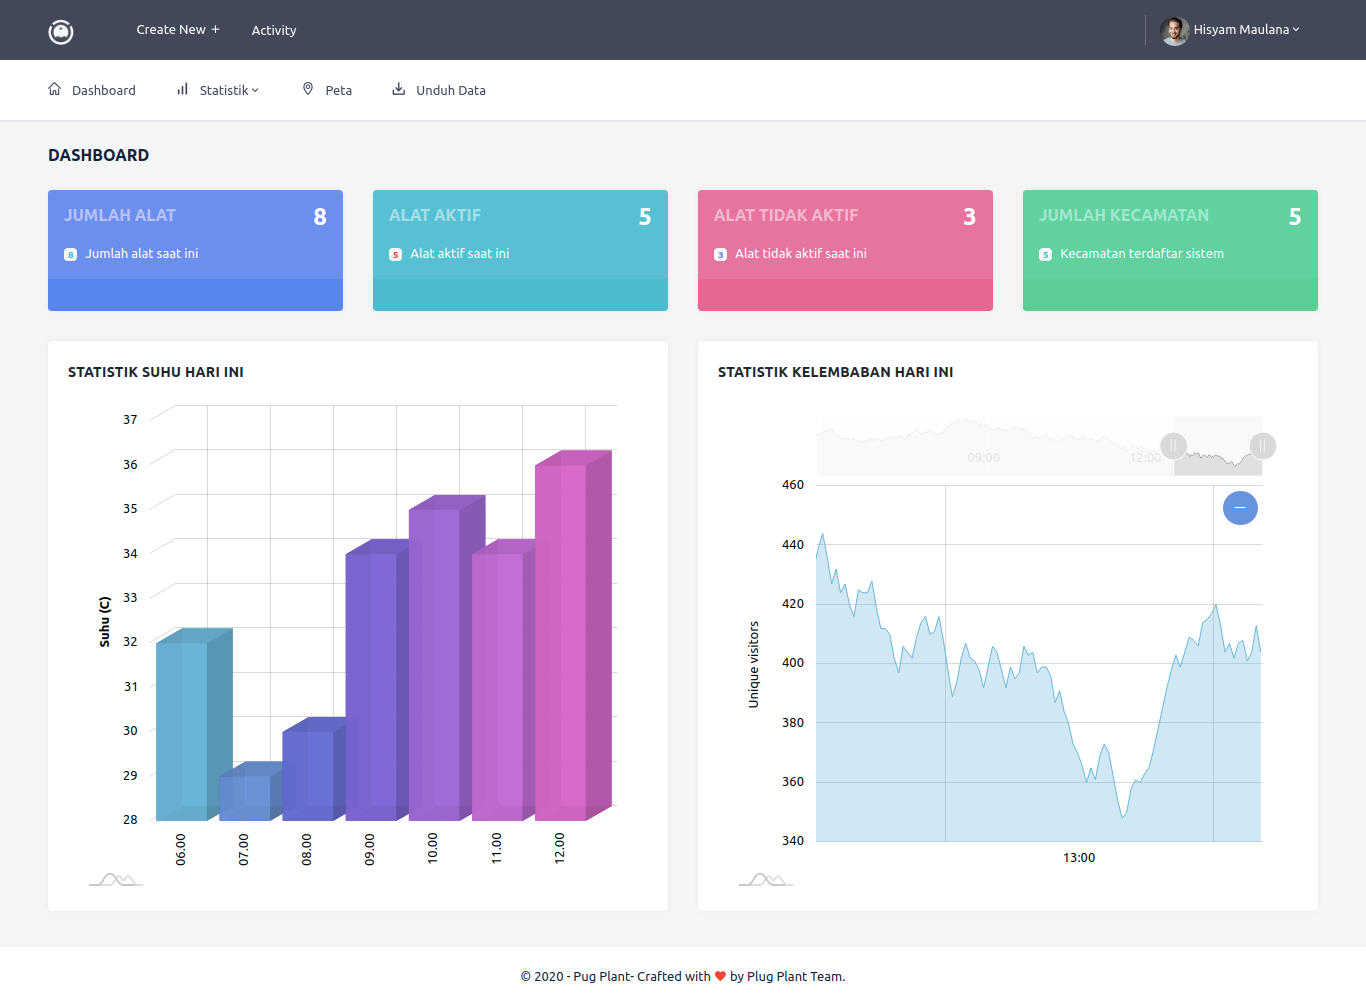 Create New +
Activity
Hisyam Maulana
Dashboard
Statistik
Peta
Unduh Data
DASHBOARD
JUMLAH ALAT
8
8 Jumlah alat saat ini
ALAT AKTIF
5
5 Alat aktif saat ini
ALAT TIDAK AKTIF
3
3 Alat tidak aktif saat ini
JUMLAH KECAMATAN
5
5 Kecamatan terdaftar sistem
STATISTIK SUHU HARI INI
37
36
35
34
33
32
31
30
29
28
Suhu (C)
06.00
07.00
08.00
09.00
10.00
11.00
12.00
STATISTIK KELEMBABAN HARI INI
09:00
12:00
460
440
420
400
380
360
340
Unique visitors
13:00
© 2020 - Pug Plant- Crafted with ❤ by Plug Plant Team.